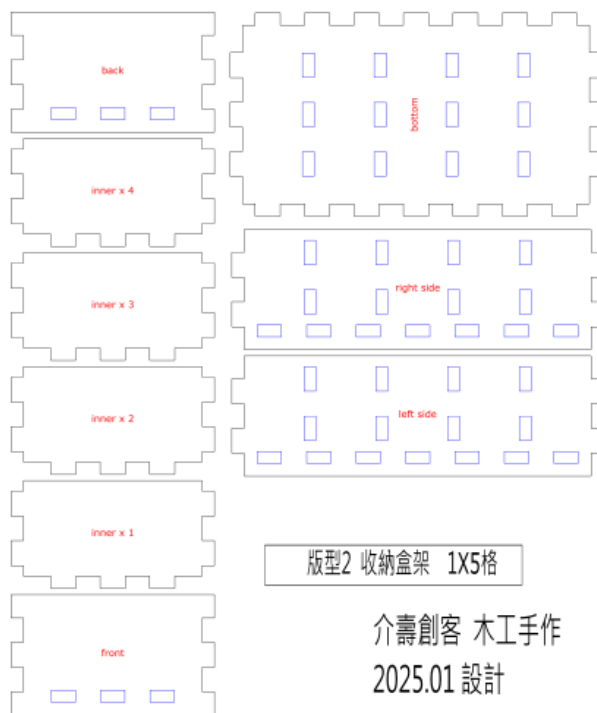 back
inner x 4
inner x 3
inner x 2
inner x 1
front
bottom
right side
left side
版型2 收納盒架 1X5格
介壽創客 木工手作
2025.01 設計